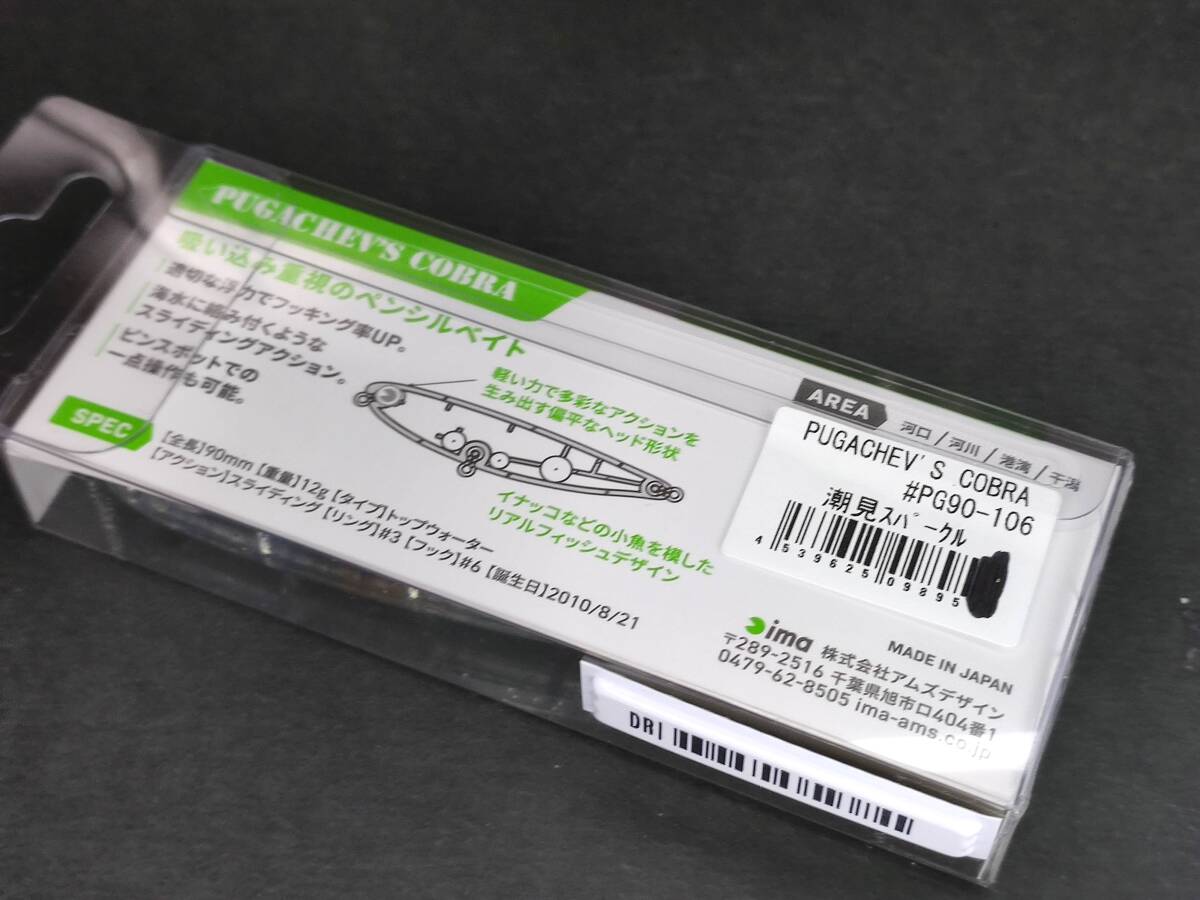 PUGACHEV'S COBRA
吸い込み重視のペンシルベイト
適切な浮力でフッキング率UP。
海水に絡み付くような
スライディングアクション。
ピンスポットでの
一点操作も可能。
軽い力で多彩なアクションを
生み出す偏平なヘッド形状
イナッコなどの小魚を模した
リアルフィッシュデザイン
SPEC
【全長】90mm【重量】12g【タイプ】トップウォーター
【アクション】スライディング【リング】#3【フック】#6【誕生日】2010/8/21
AREA
河口/河川/港湾/干潟
PUGACHEV'S COBRA
#PG90-106
潮見スパークル
4 539625 09895
ima 株式会社アムズデザイン
MADE IN JAPAN
〒289-2516 千葉県旭市ロ404番1
0479-62-8505 ima-ams.co.jp
DRI